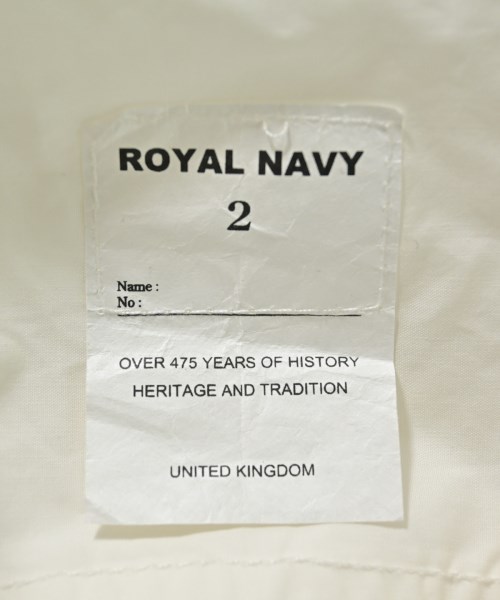 ROYAL NAVY
2
Name :
No :
OVER 475 YEARS OF HISTORY
HERITAGE AND TRADITION
UNITED KINGDOM